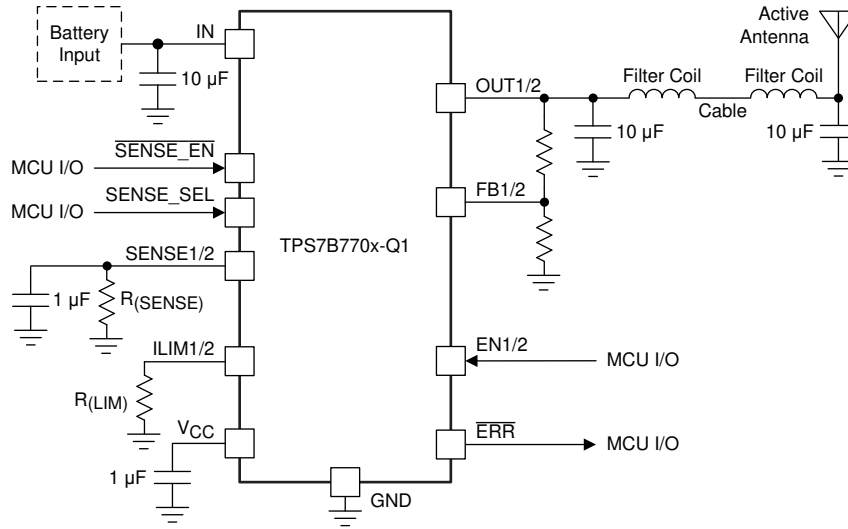 Battery
Input
IN
10 µF
SENSE_EN
MCU I/O
SENSE_SEL
MCU I/O
SENSE1/2
1 µF
R(SENSE)
ILIM1/2
R(LIM)
VCC
1 µF
TPS7B770x-Q1
GND
OUT1/2
FB1/2
EN1/2
MCU I/O
ERR
MCU I/O
10 µF
Filter Coil
Cable
Filter Coil
10 µF
Active
Antenna